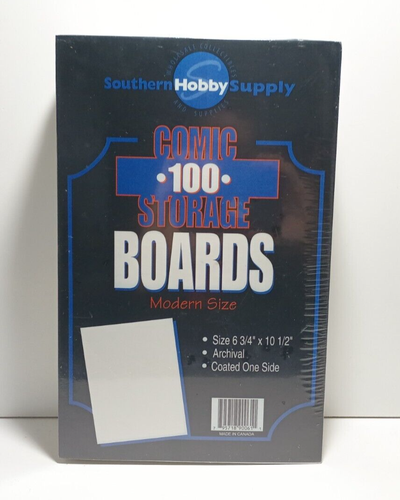 Southern Hobby Supply
COMIC
•100•
STORAGE
BOARDS
Modern Size
• Size 6 3/4" x 10 1/2"
• Archival
• Coated One Side
MADE IN CANADA